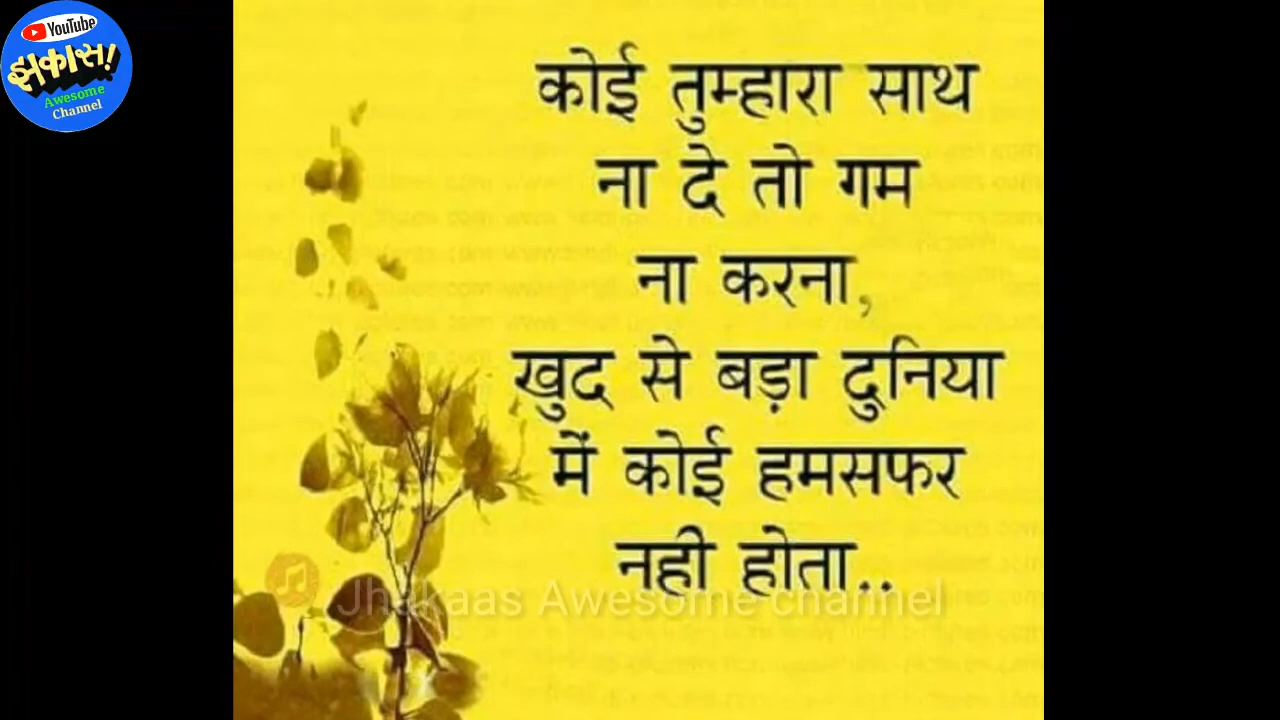 YouTube
झकास!
Awesome
Channel
कोई तुम्हारा साथ
ना दे तो गम
ना करना,
खुद से बड़ा दुनिया
में कोई हमसफर
नही होता..
Jhakaas Awesome channel